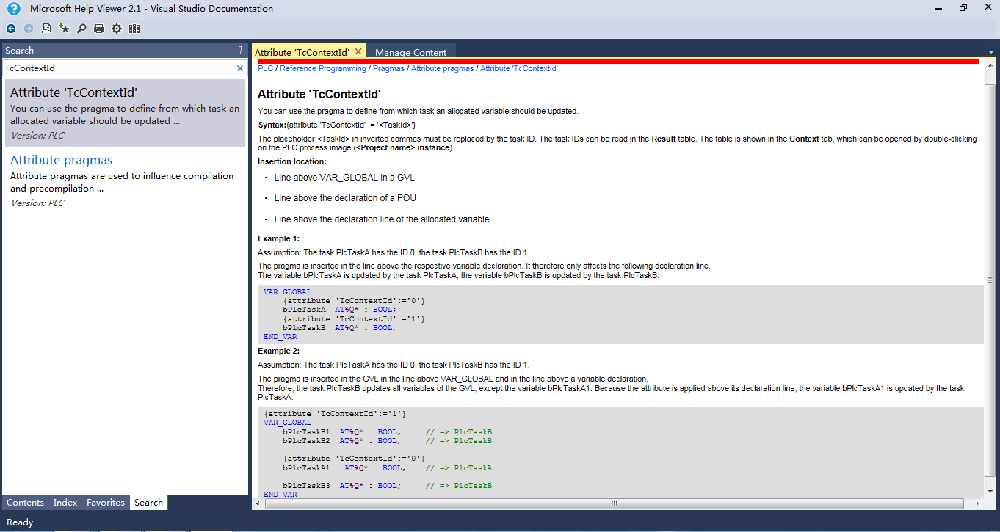 Microsoft Help Viewer 2.1 - Visual Studio Documentation
Search
TcContextId
Attribute 'TcContextId'
You can use the pragma to define from which task an
allocated variable should be updated ...
Version: PLC
Attribute pragmas
Attribute pragmas are used to influence compilation
and precompilation ...
Version: PLC
Contents Index Favorites Search
Ready
Attribute 'TcContextId' Manage Content
PLC / Reference Programming / Pragmas / Attribute pragmas / Attribute 'TcContextId'
Attribute 'TcContextId'
You can use the pragma to define from which task an allocated variable should be updated.
Syntax:{attribute 'TcContextId' := '<TaskId>'}
The placeholder <TaskId> in inverted commas must be replaced by the task ID. The task IDs can be read in the Result table. The table is shown in the Context tab, which can be opened by double-clicking
on the PLC process image (<Project name> instance).
Insertion location:
• Line above VAR_GLOBAL in a GVL
• Line above the declaration of a POU
• Line above the declaration line of the allocated variable
Example 1:
Assumption: The task PlcTaskA has the ID 0, the task PlcTaskB has the ID 1.
The pragma is inserted in the line above the respective variable declaration. It therefore only affects the following declaration line.
The variable bPlcTaskA is updated by the task PlcTaskA, the variable bPlcTaskB is updated by the task PlcTaskB.
VAR_GLOBAL
{attribute 'TcContextId':='0'}
bPlcTaskA AT%Q* : BOOL;
{attribute 'TcContextId':='1'}
bPlcTaskB AT%Q* : BOOL;
END_VAR
Example 2:
Assumption: The task PlcTaskA has the ID 0, the task PlcTaskB has the ID 1.
The pragma is inserted in the GVL in the line above VAR_GLOBAL and in the line above a variable declaration.
Therefore, the task PlcTaskB updates all variables of the GVL, except the variable bPlcTaskA1. Because the attribute is applied above its declaration line, the variable bPlcTaskA1 is updated by the task
PlcTaskA.
{attribute 'TcContextId':='1'}
VAR_GLOBAL
bPlcTaskB1 AT%Q* : BOOL; // => PlcTaskB
bPlcTaskB2 AT%Q* : BOOL; // => PlcTaskB
{attribute 'TcContextId':='0'}
bPlcTaskA1 AT%Q* : BOOL; // => PlcTaskA
bPlcTaskB3 AT%Q* : BOOL; // => PlcTaskB
END_VAR